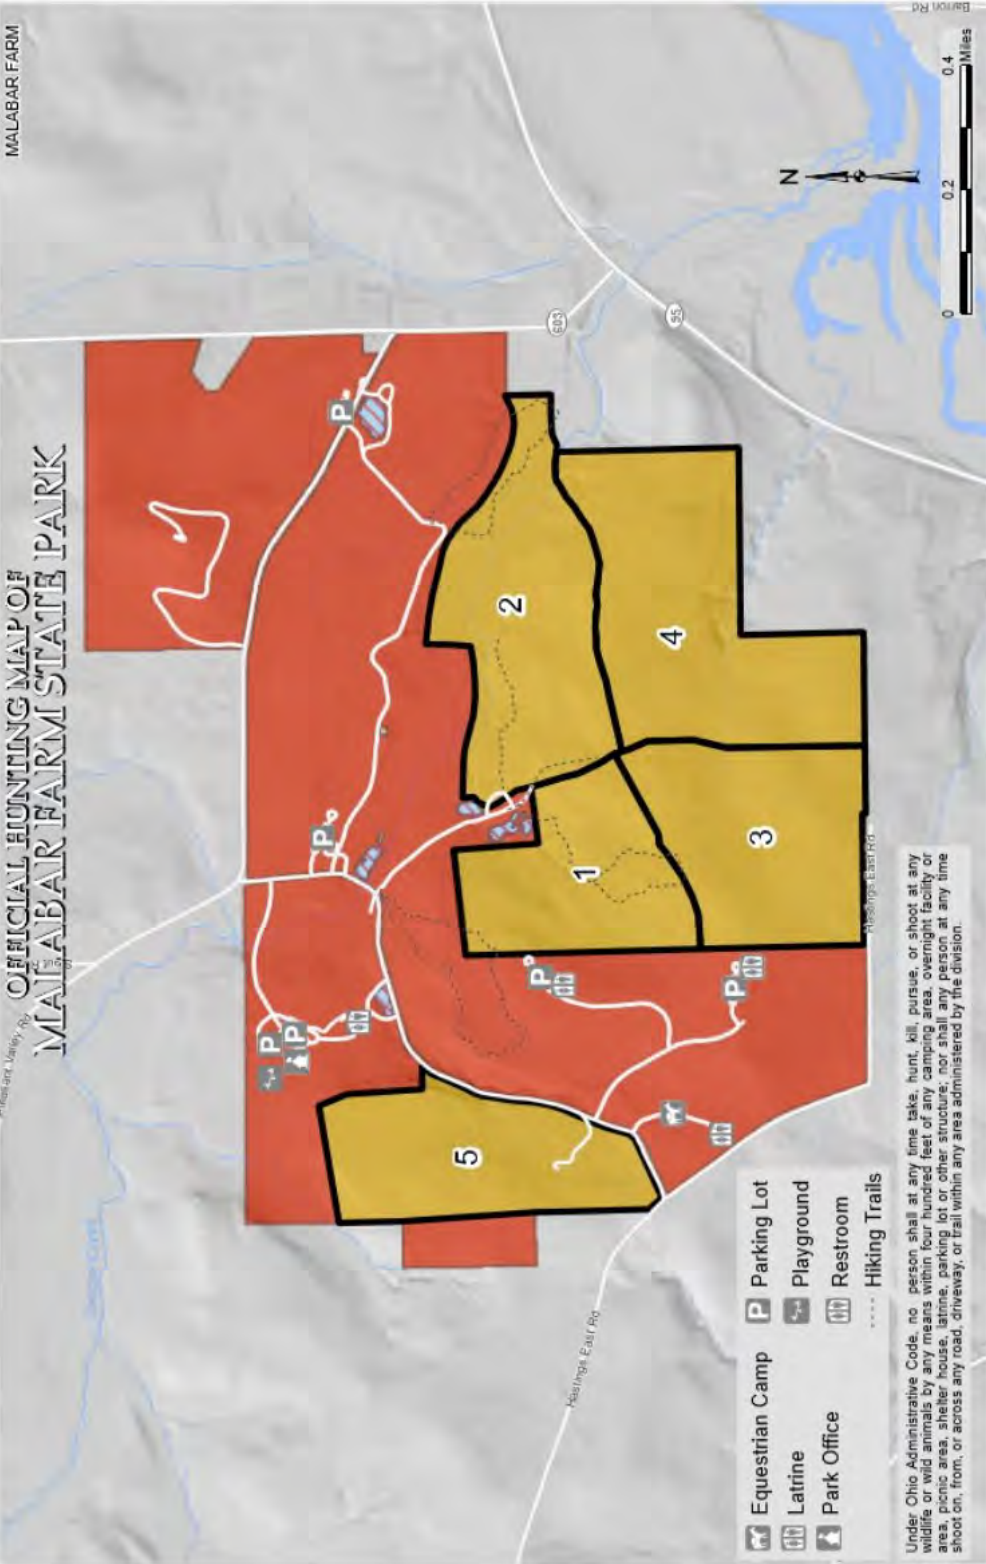 MALABAR FARM
OFFICIAL HUNTING MAP OF
MALABAR FARM STATE PARK
Barron Rd
603
95
N
2
4
1
3
5
Hastings East Rd
Hastings East Rd
0 0.2 0.4
Miles
Equestrian Camp
Latrine
Park Office
P Parking Lot
Playground
Restroom
Hiking Trails
Under Ohio Administrative Code, no person shall at any time take, hunt, kill, pursue, or shoot at any
wildlife or wild animals by any means within four hundred feet of any camping area, overnight facility or
area, picnic area, shelter house, latrine, parking lot or other structure; nor shall any person at any time
shoot on, from, or across any road, driveway, or trail within any area administered by the division.